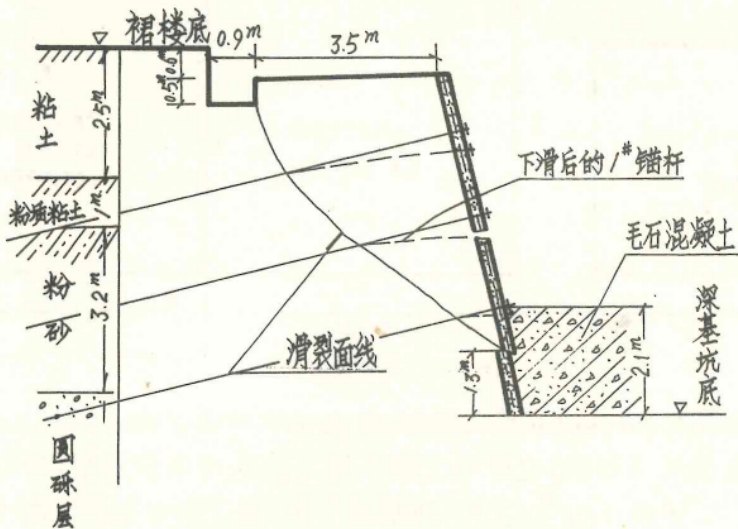 裙楼底
0.9m
3.5m
0.5m
粘土
2.5m
下滑后的1#锚杆
粉质粘土
1m
毛石混凝土
粉砂
3.2m
深基坑底
滑裂面线
1.3m
2.1m
圆砾层